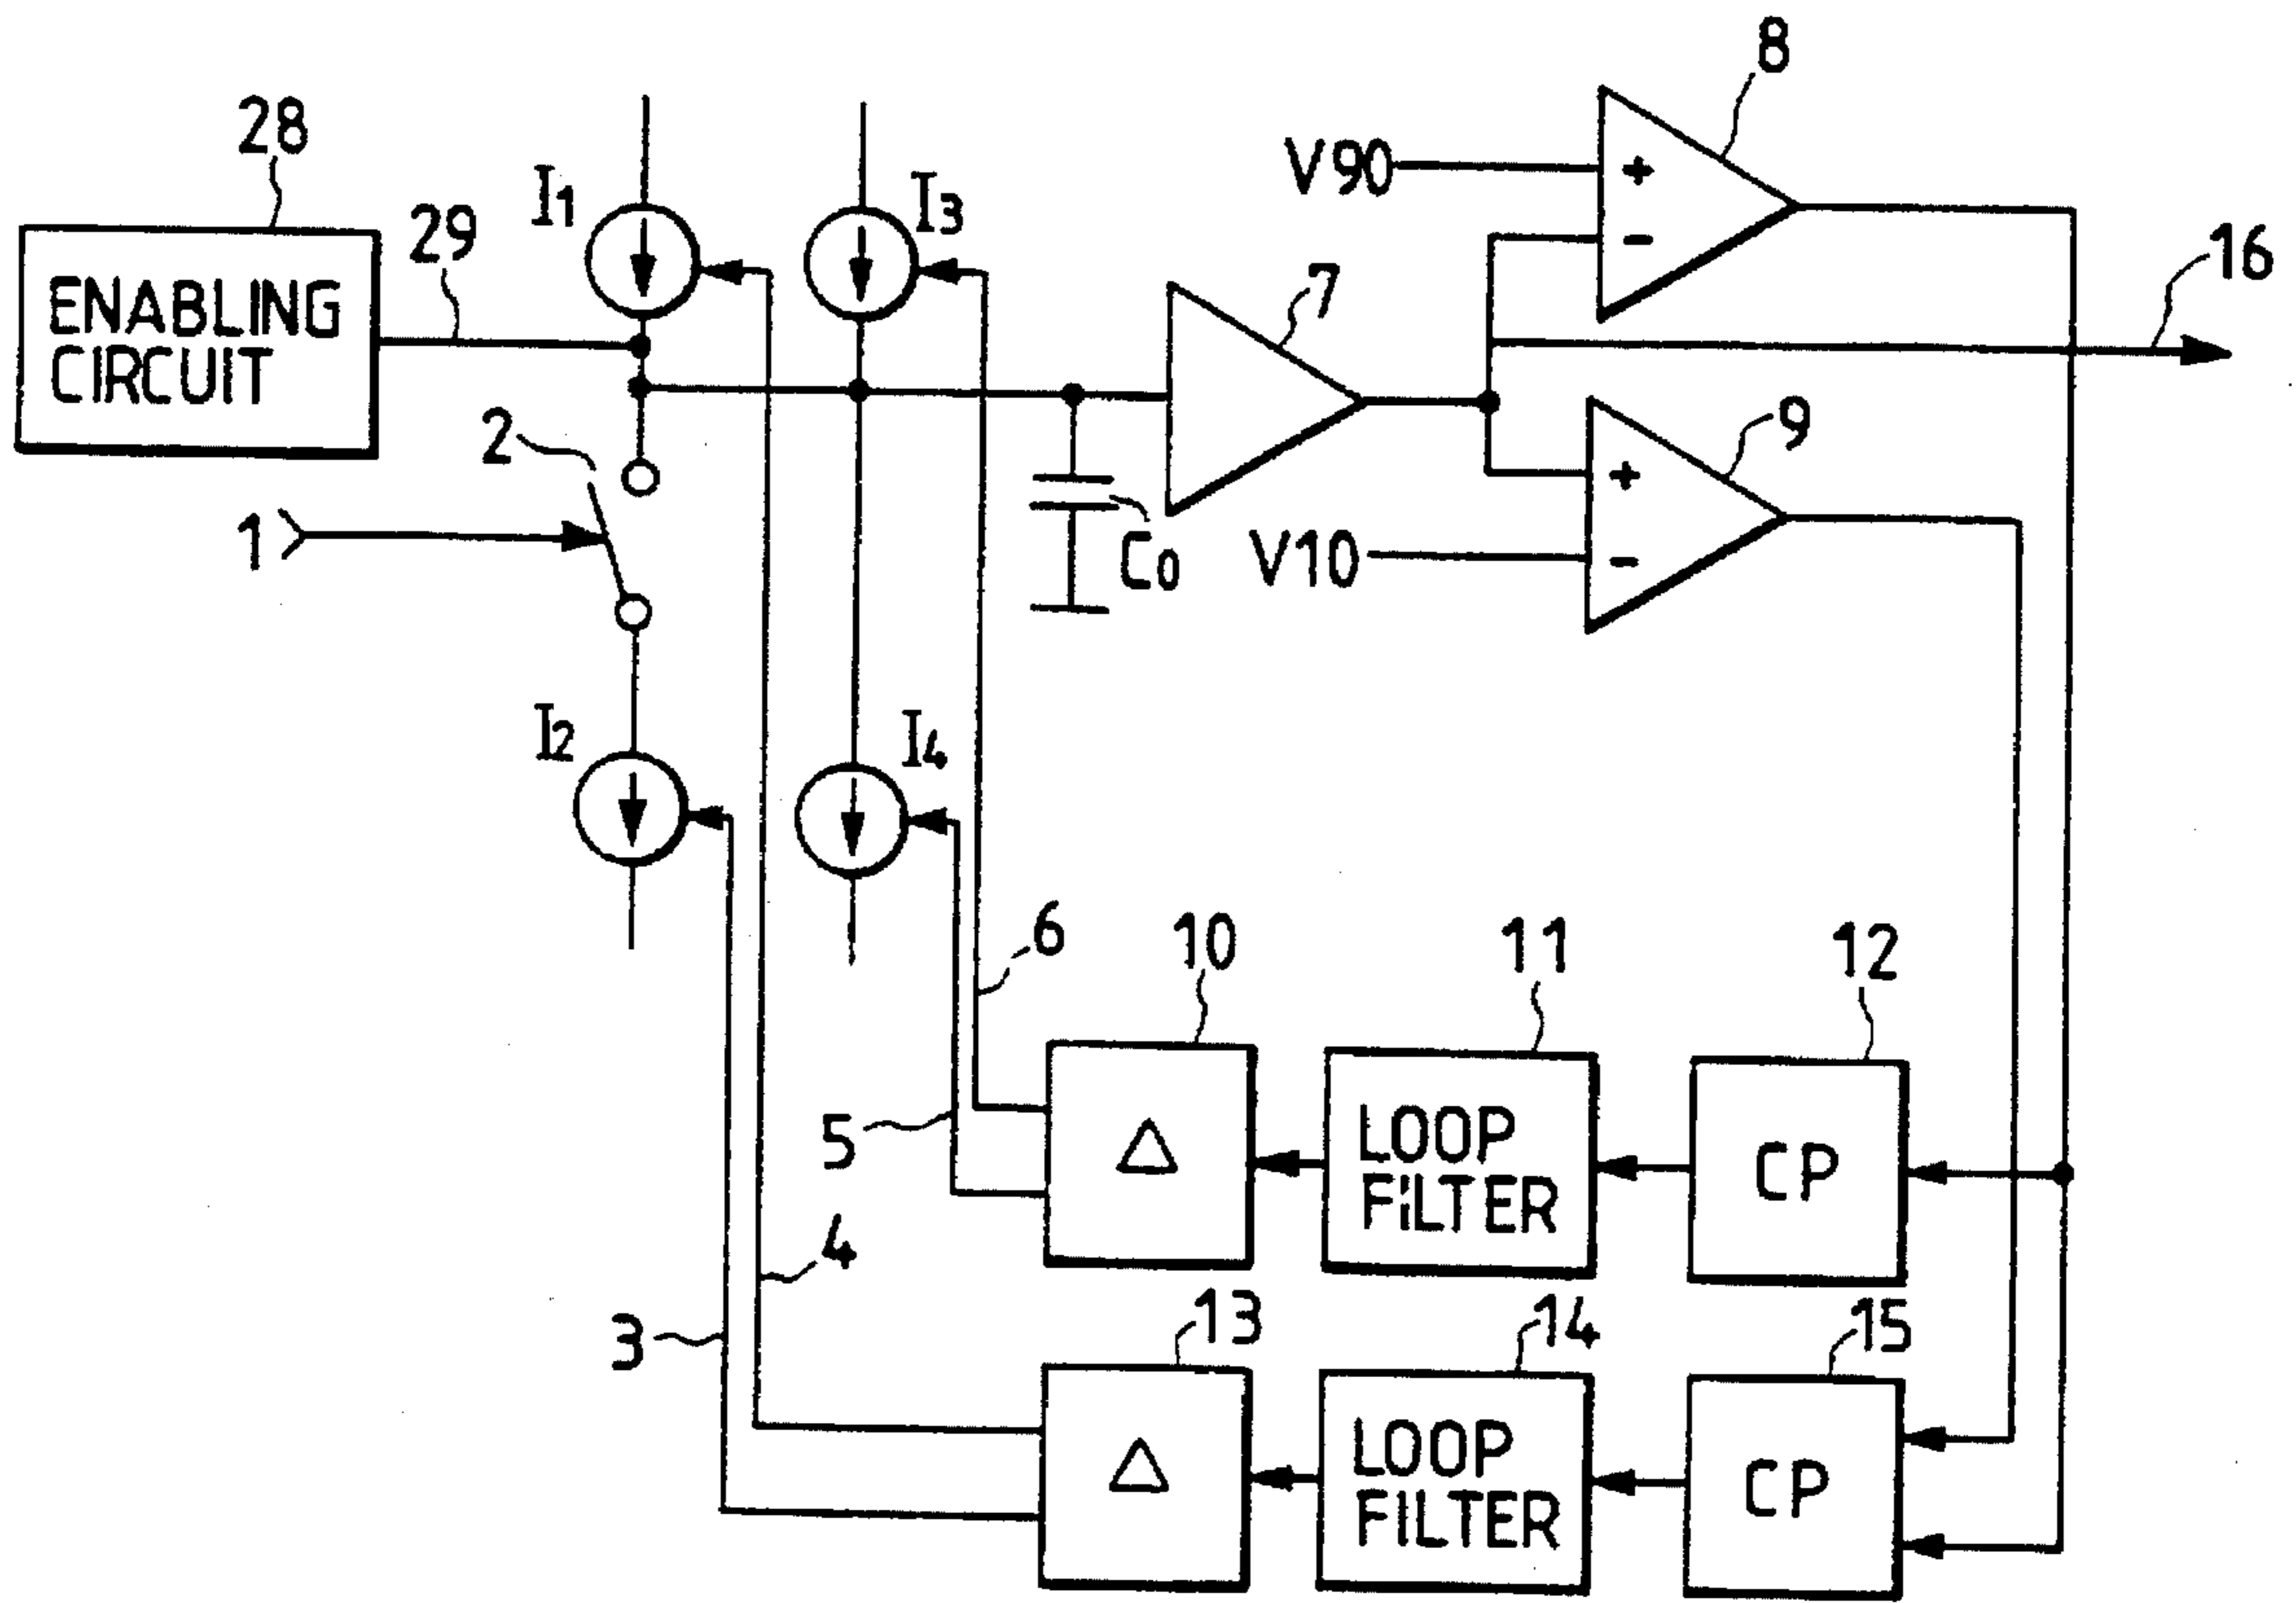 8
28
V90
+
-
I1
I3
29
16
7
ENABLING
CIRCUIT
2
9
+
1
V10
-
C0
I2
I4
6
10
11
12
5
△
LOOP
FILTER
CP
4
3
13
14
15
△
LOOP
FILTER
CP